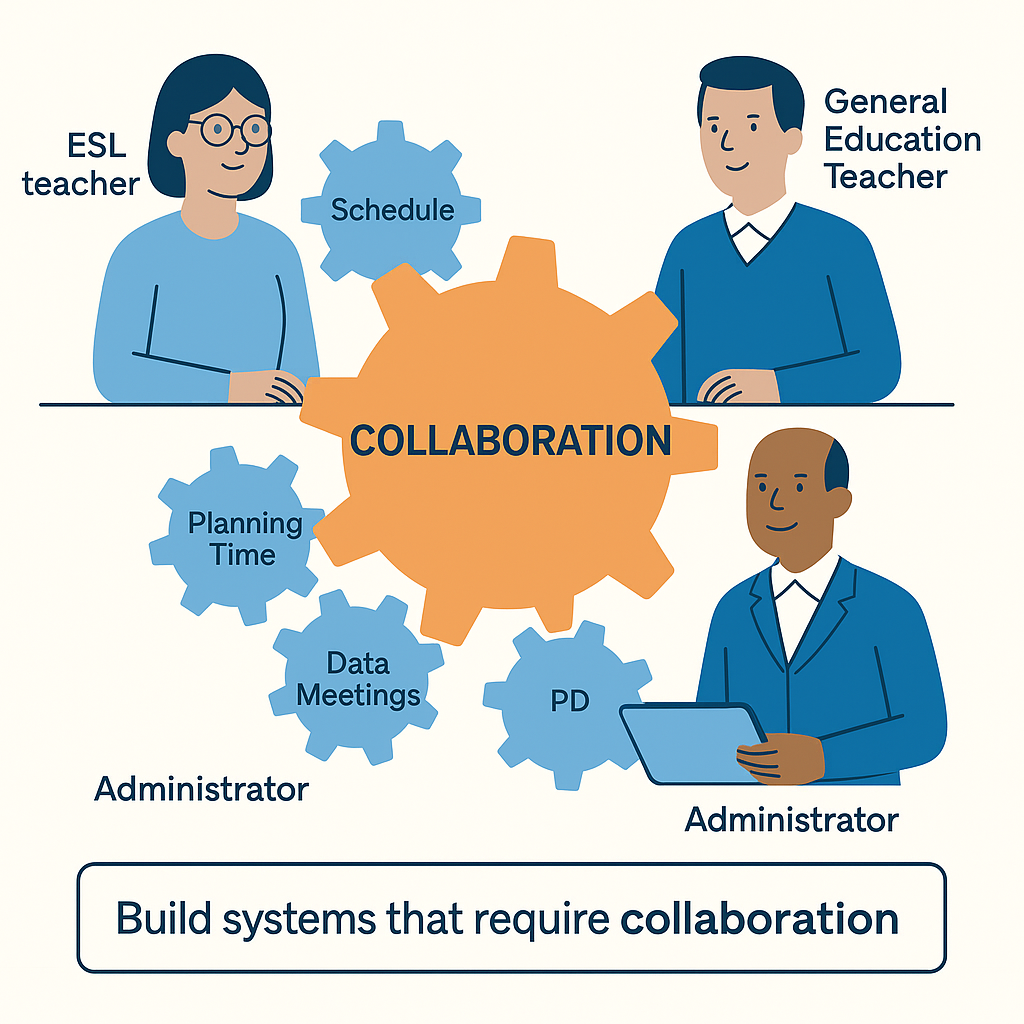 ESL
teacher
General
Education
Teacher
Schedule
COLLABORATION
Planning
Time
Data
Meetings
PD
Administrator
Administrator
Build systems that require collaboration